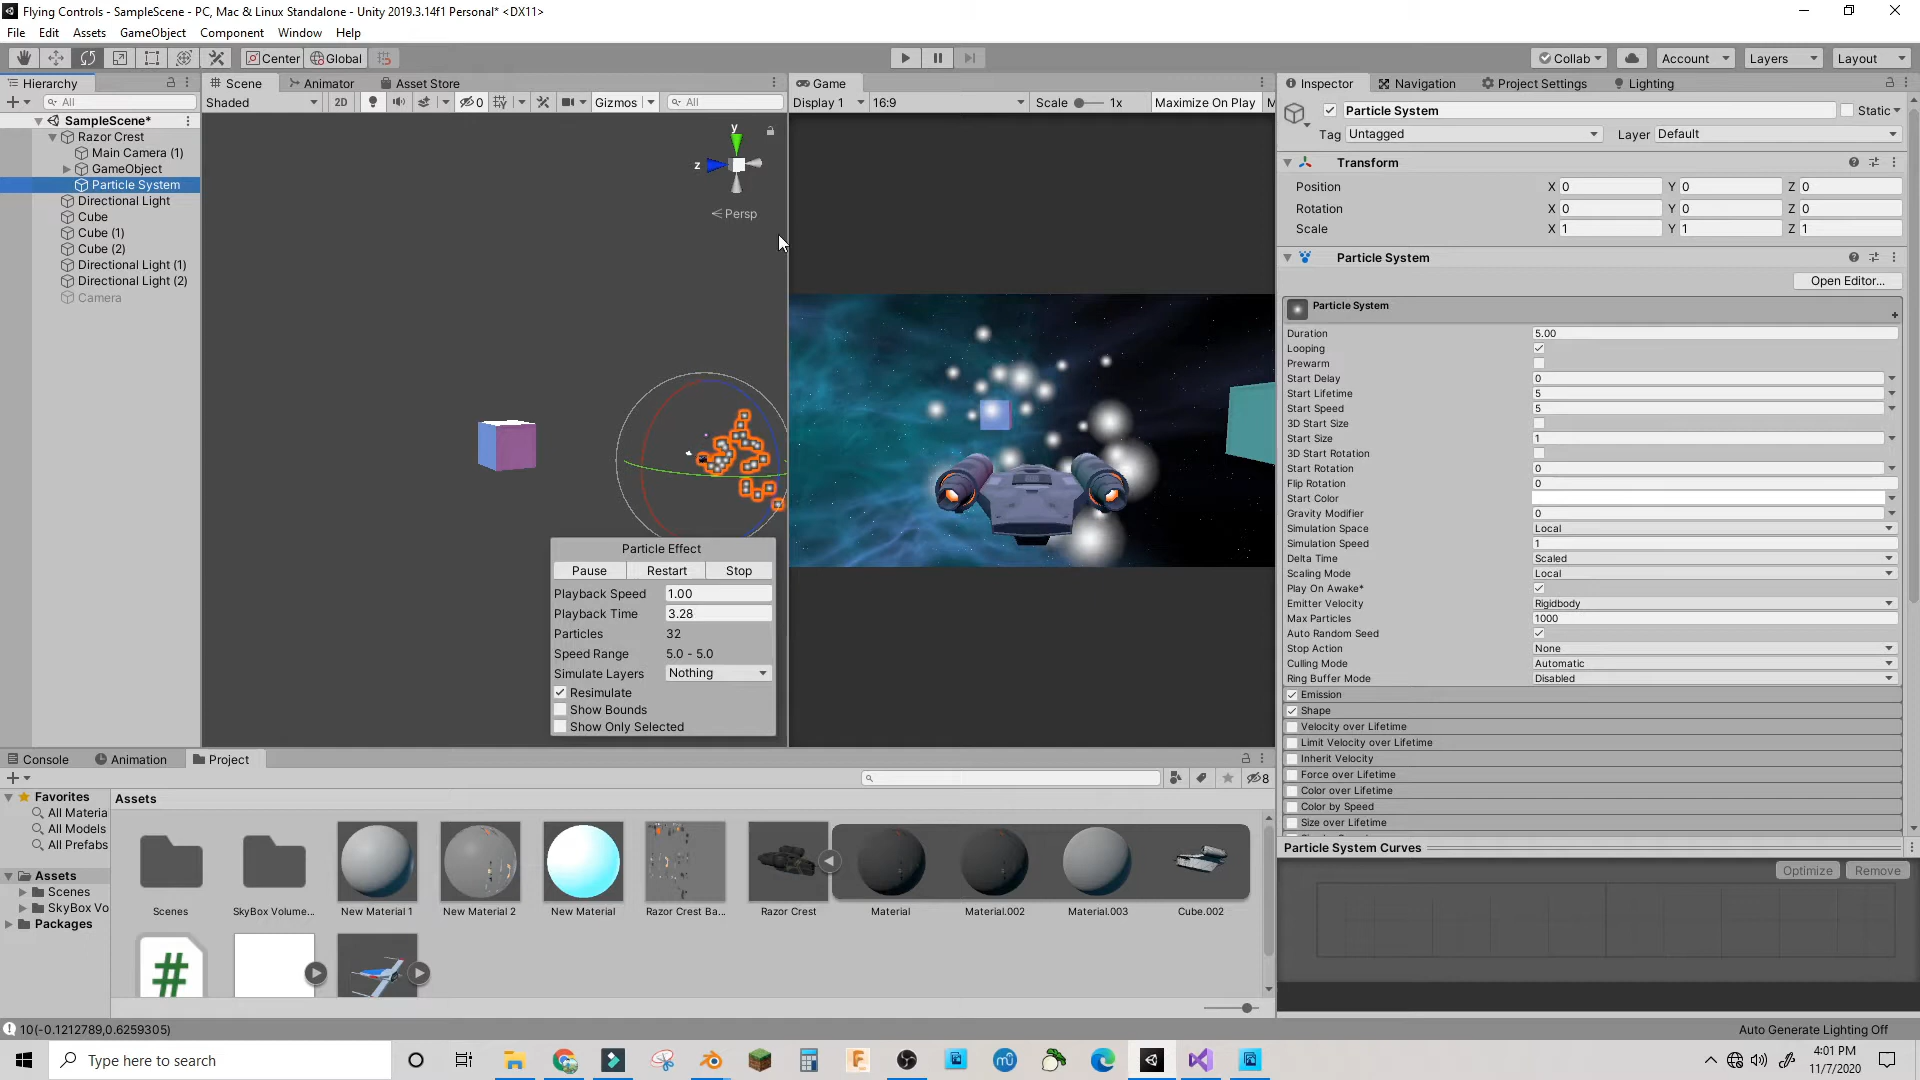 Flying Controls - SampleScene - PC, Mac & Linux Standalone - Unity 2019.3.14f1 Personal* <DX11>
File Edit Assets GameObject Component Window Help
Center Global Collab Account Layers Layout
Hierarchy
All
SampleScene*
Razor Crest
Main Camera (1)
GameObject
Particle System
Directional Light
Cube
Cube (1)
Cube (2)
Directional Light (1)
Directional Light (2)
Camera
Scene Animator Asset Store
Shaded 2D 0 Gizmos All
y
z
< Persp
Particle Effect
Pause Restart Stop
Playback Speed 1.00
Playback Time 3.28
Particles 32
Speed Range 5.0 - 5.0
Simulate Layers Nothing
Resimulate
Show Bounds
Show Only Selected
Game
Display 1 16:9 Scale 1x Maximize On Play M
Inspector Navigation Project Settings Lighting
Particle System Static
Tag Untagged Layer Default
Transform
Position X 0 Y 0 Z 0
Rotation X 0 Y 0 Z 0
Scale X 1 Y 1 Z 1
Particle System
Open Editor...
Particle System
Duration 5.00
Looping
Prewarm
Start Delay 0
Start Lifetime 5
Start Speed 5
3D Start Size
Start Size 1
3D Start Rotation
Start Rotation 0
Flip Rotation 0
Start Color
Gravity Modifier 0
Simulation Space Local
Simulation Speed 1
Delta Time Scaled
Scaling Mode Local
Play On Awake*
Emitter Velocity Rigidbody
Max Particles 1000
Auto Random Seed
Stop Action None
Culling Mode Automatic
Ring Buffer Mode Disabled
Emission
Shape
Velocity over Lifetime
Limit Velocity over Lifetime
Inherit Velocity
Force over Lifetime
Color over Lifetime
Color by Speed
Size over Lifetime
Particle System Curves
Optimize Remove
Console Animation Project
8
Favorites
All Materia
All Models
All Prefabs
Assets
Scenes
SkyBox Vo
Packages
Assets
Scenes SkyBox Volume... New Material 1 New Material 2 New Material Razor Crest Ba... Razor Crest Material Material.002 Material.003 Cube.002
#
10(-0.1212789,0.6259305)
Auto Generate Lighting Off
Type here to search
4:01 PM
11/7/2020